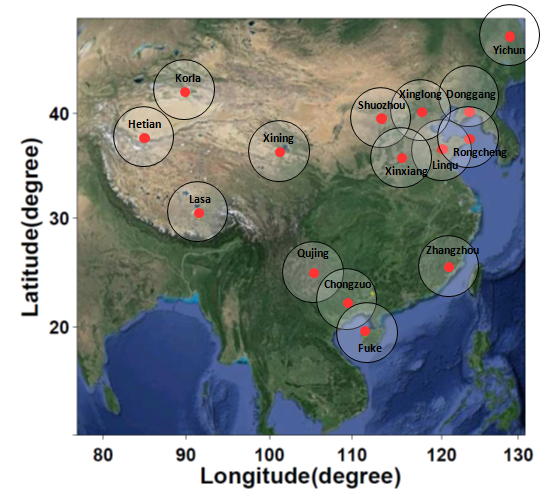 Yichun
Korla
Xinglong
Donggang
Shuozhou
40
Hetian
Xining
Rongcheng
Linqu
Xinxiang
Lasa
30
Qujing
Zhangzhou
Chongzuo
20
Fuke
80
90
100
110
120
130
Longitude(degree)
Latitude(degree)